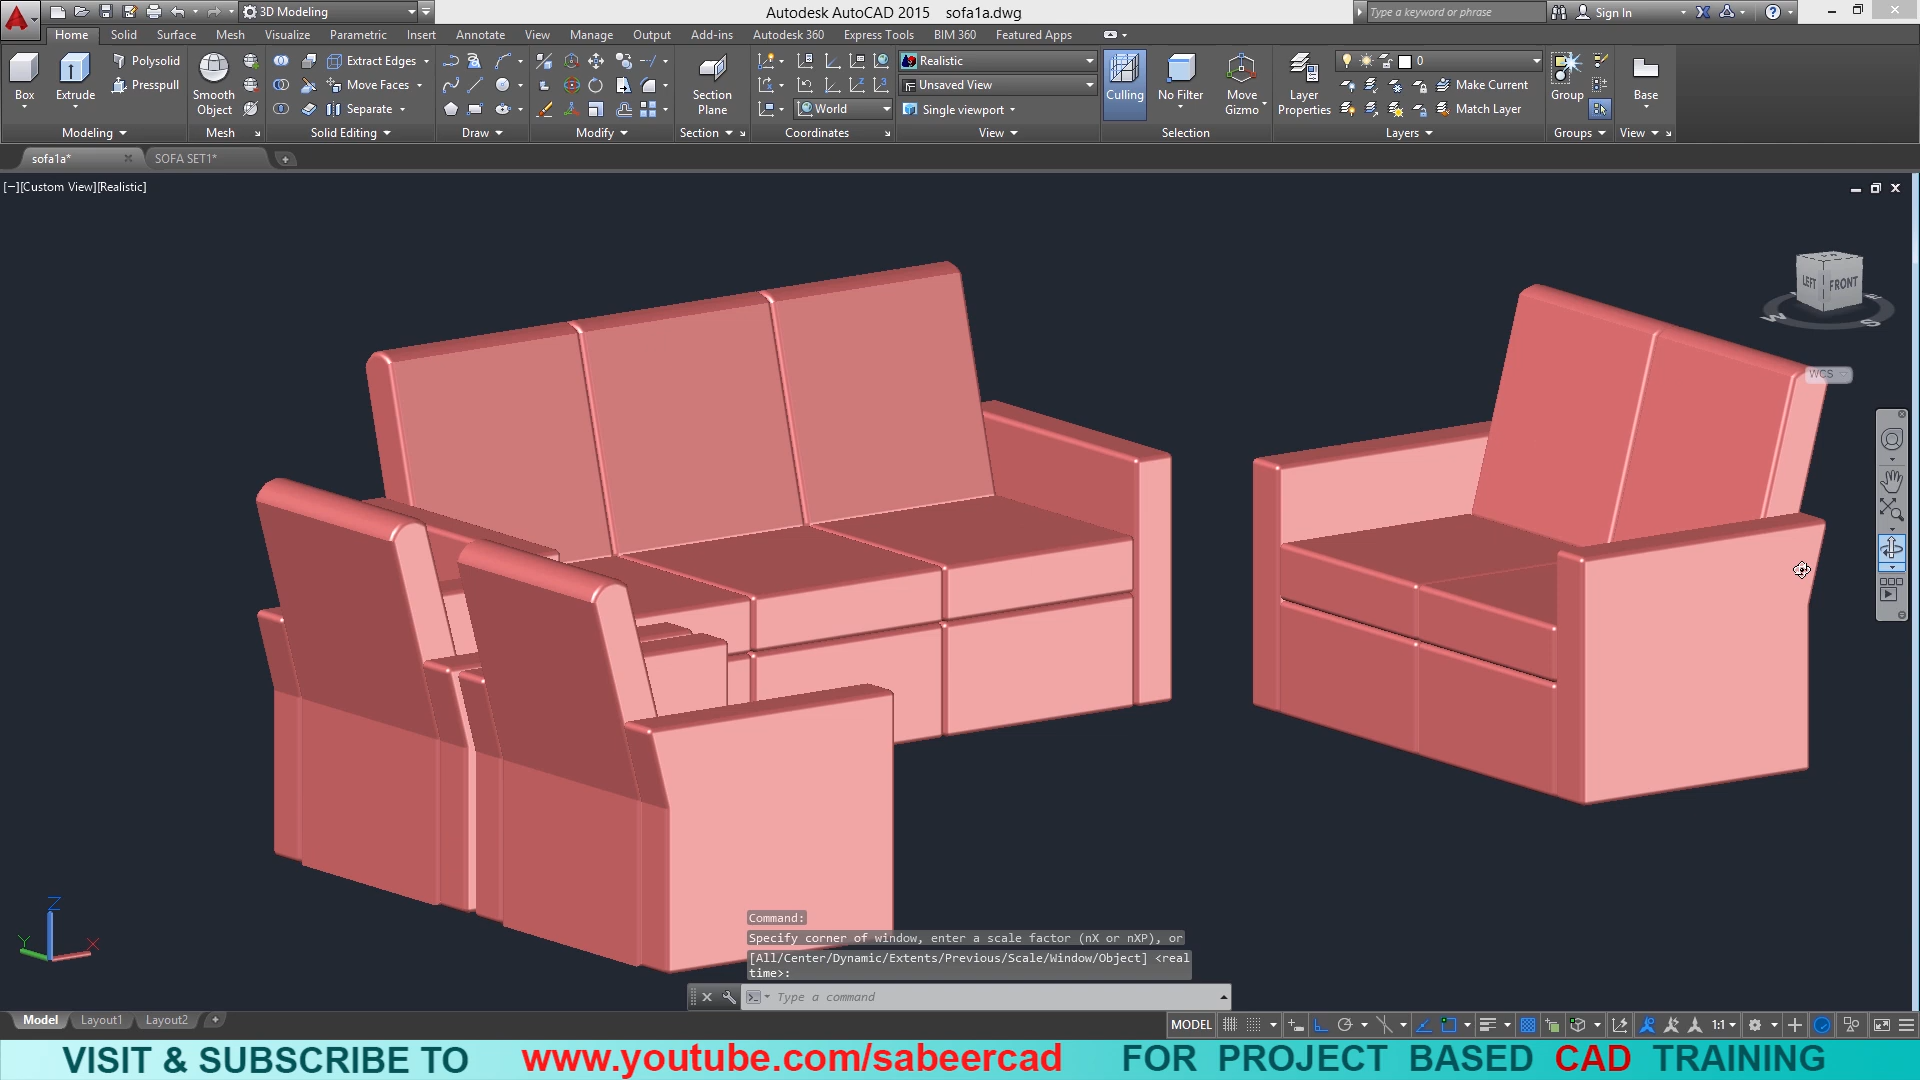 3D Modeling
Autodesk AutoCAD 2015 sofa1a.dwg
Type a keyword or phrase
Sign In
Home Solid Surface Mesh Visualize Parametric Insert Annotate View Manage Output Add-ins Autodesk 360 Express Tools BIM 360 Featured Apps
Box
Extrude
Polysolid
Presspull
Modeling
Smooth
Object
Mesh
Extract Edges
Move Faces
Separate
Solid Editing
Draw
Modify
Section
Plane
Section
World
Coordinates
Realistic
Unsaved View
Single viewport
View
Culling
No Filter
Move
Gizmo
Selection
Layer
Properties
0
Make Current
Match Layer
Layers
Group
Groups
Base
View
sofa1a* SOFA SET1*
[−][Custom View][Realistic]
LEFT FRONT
W S
WCS
Z
Y X
Command:
Specify corner of window, enter a scale factor (nX or nXP), or
[All/Center/Dynamic/Extents/Previous/Scale/Window/Object] <real
time>:
Type a command
Model Layout1 Layout2
MODEL 1:1
VISIT & SUBSCRIBE TO www.youtube.com/sabeercad FOR PROJECT BASED CAD TRAINING